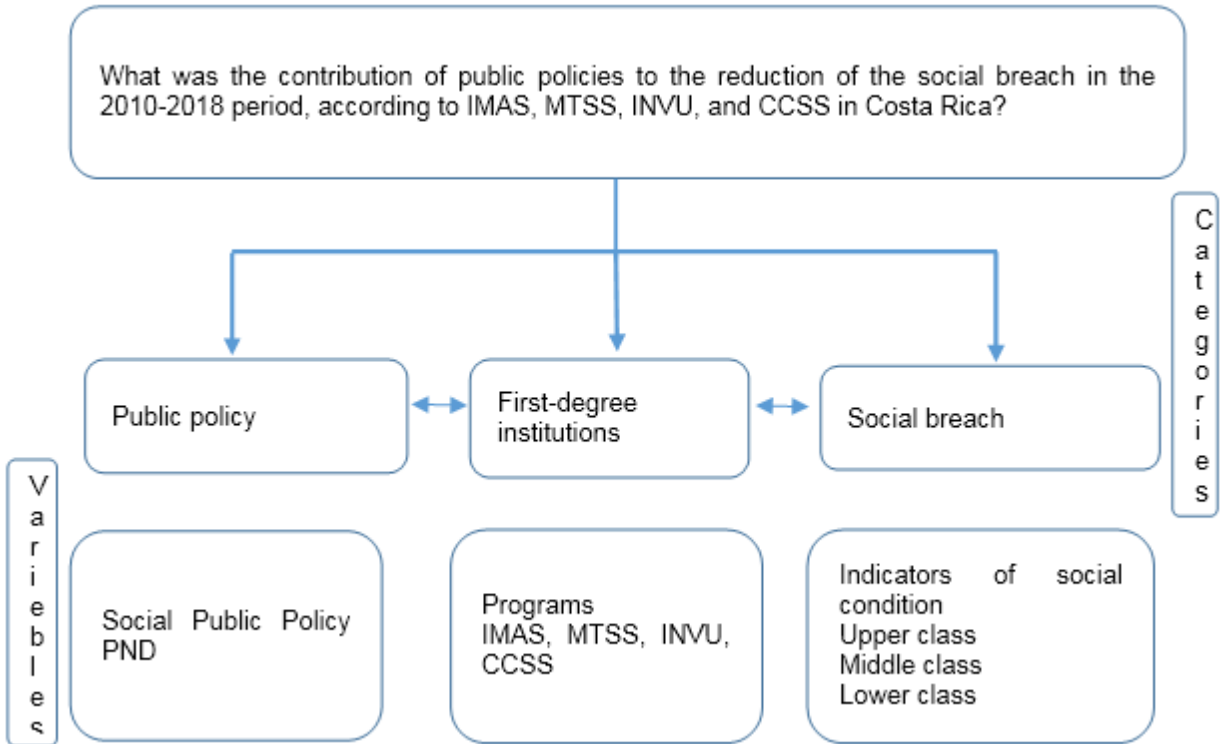 What was the contribution of public policies to the reduction of the social breach in the
2010-2018 period, according to IMAS, MTSS, INVU, and CCSS in Costa Rica?
Categories
Public policy
First-degree
institutions
Social breach
Variebles
Social Public Policy
PND
Programs
IMAS, MTSS, INVU,
CCSS
Indicators of social
condition
Upper class
Middle class
Lower class